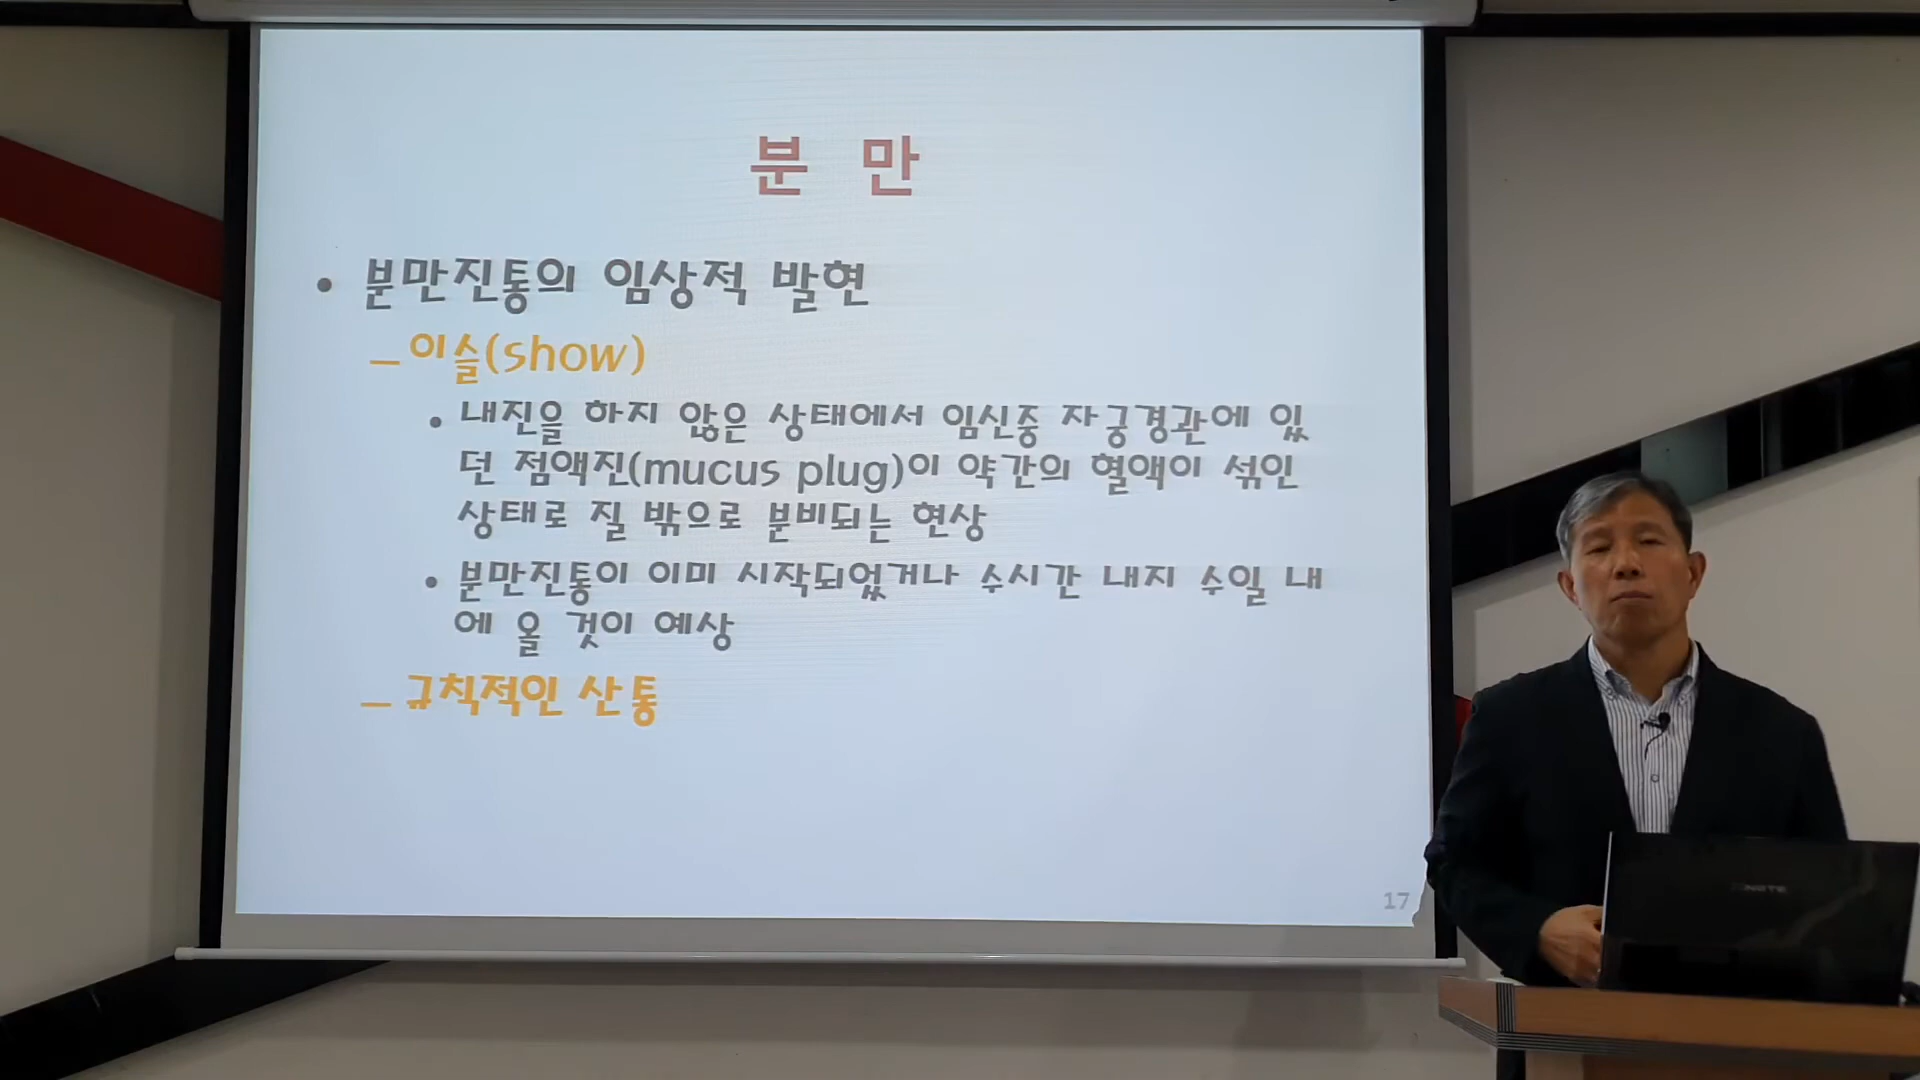 분 만
• 분만진통의 임상적 발현
– 이슬(show)
• 내진을 하지 않은 상태에서 임신중 자궁경관에 있
던 점액진(mucus plug)이 약간의 혈액이 섞인
상태로 질 밖으로 분비되는 현상
• 분만진통이 이미 시작되었거나 수시간 내지 수일 내
에 올 것이 예상
– 규칙적인 산통
17